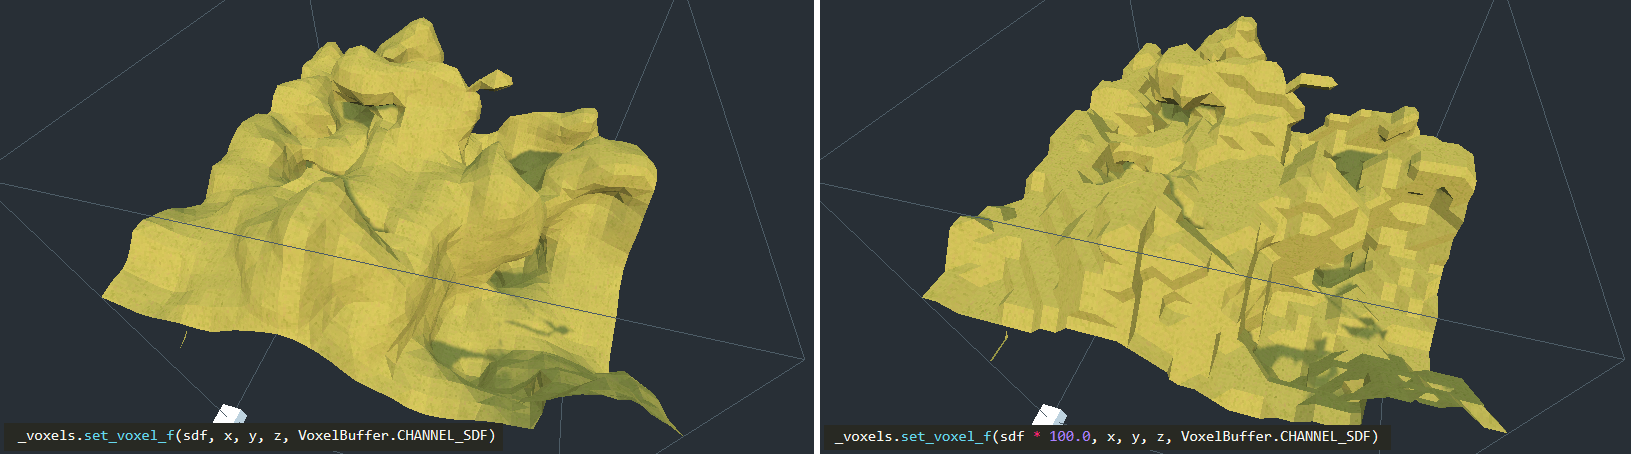 _voxels.set_voxel_f(sdf, x, y, z, VoxelBuffer.CHANNEL_SDF)
_voxels.set_voxel_f(sdf * 100.0, x, y, z, VoxelBuffer.CHANNEL_SDF)